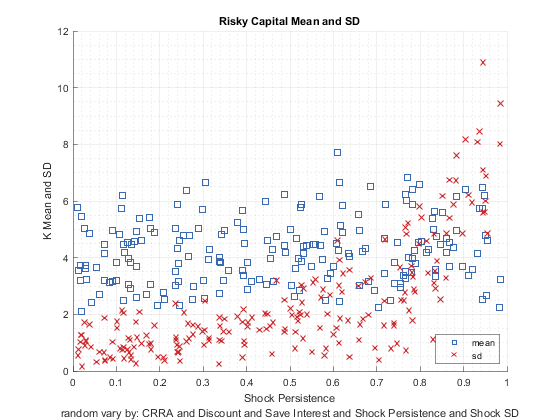 Risky Capital Mean and SD
12
10
8
6
4
2
0
K Mean and SD
0 0.1 0.2 0.3 0.4 0.5 0.6 0.7 0.8 0.9 1
Shock Persistence
mean
sd
random vary by: CRRA and Discount and Save Interest and Shock Persistence and Shock SD